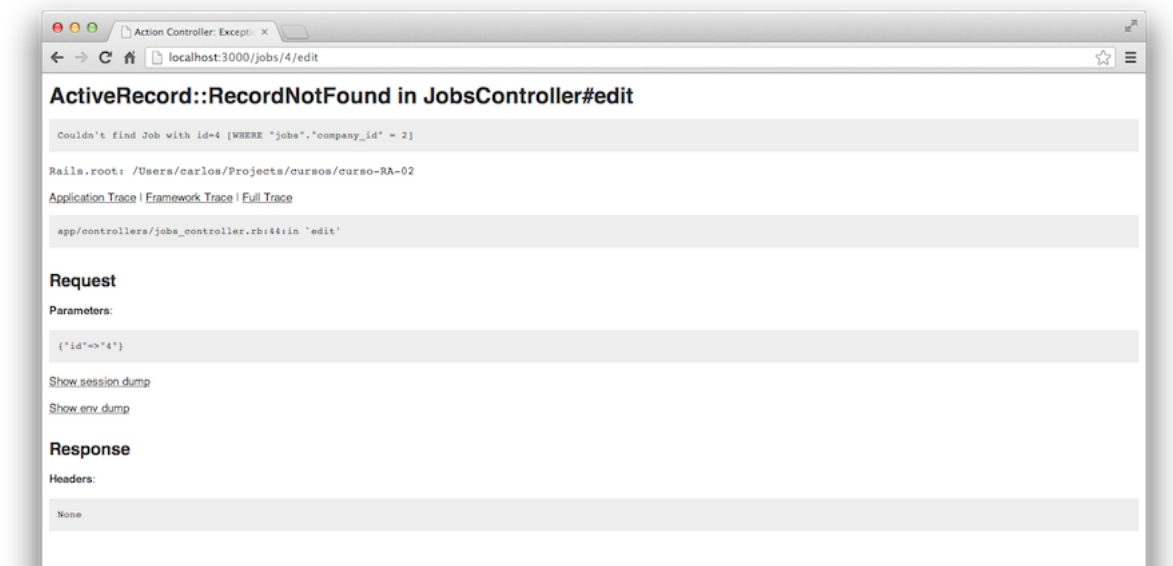 Action Controller: Excepti
localhost:3000/jobs/4/edit
ActiveRecord::RecordNotFound in JobsController#edit
Couldn't find Job with id=4 [WHERE "jobs"."company_id" = 2]
Rails.root: /Users/carlos/Projects/cursos/curso-RA-02
Application Trace | Framework Trace | Full Trace
app/controllers/jobs_controller.rb:44:in `edit'
Request
Parameters:
{"id"=>"4"}
Show session dump
Show env dump
Response
Headers:
None